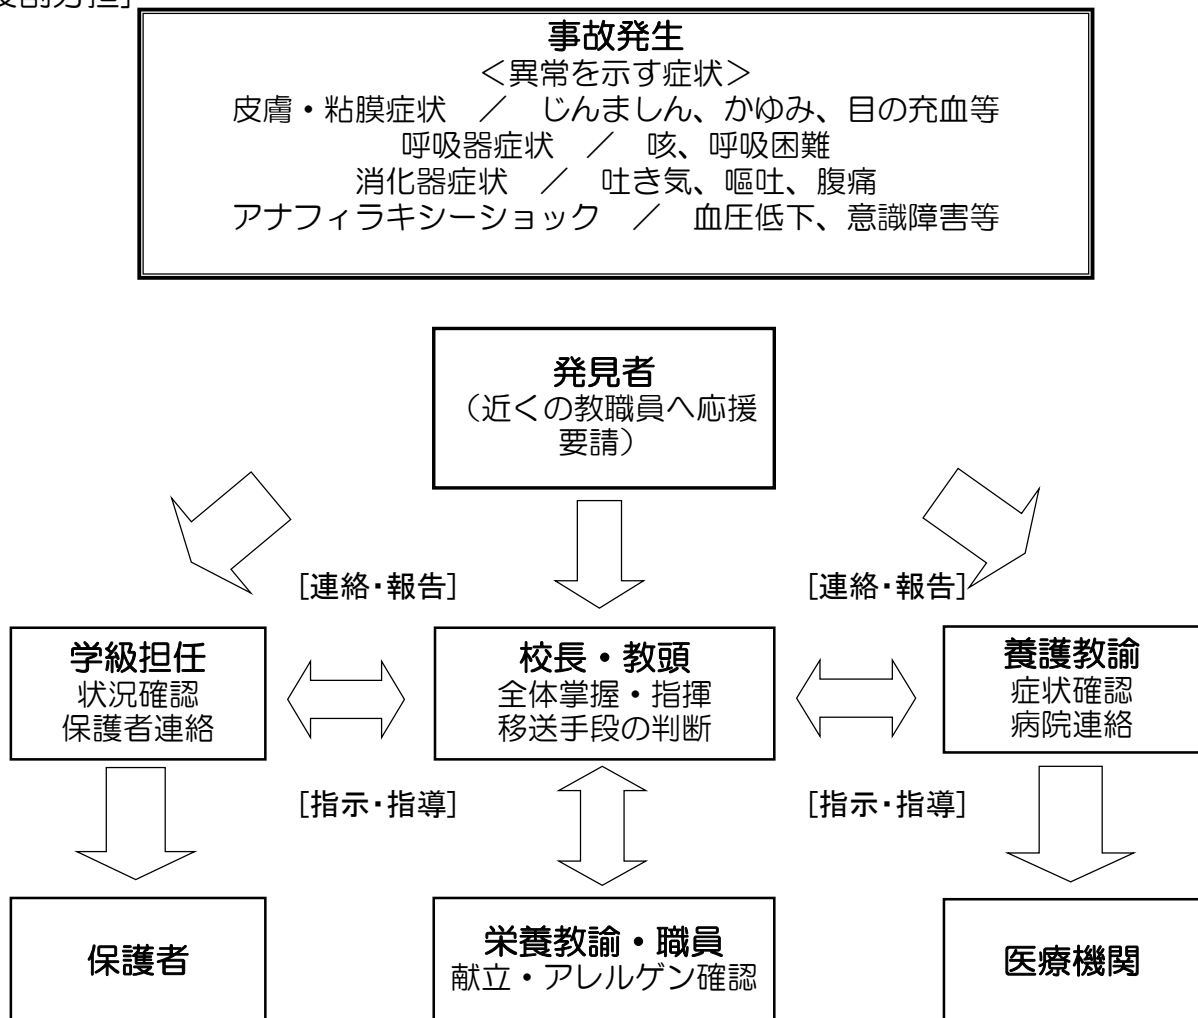 役割分担]
事故発生
＜異常を示す症状＞
皮膚・粘膜症状　／　じんましん、かゆみ、目の充血等
呼吸器症状　／　咳、呼吸困難
消化器症状　／　吐き気、嘔吐、腹痛
アナフィラキシーショック　／　血圧低下、意識障害等
発見者
（近くの教職員へ応援
要請）
[連絡・報告]
[連絡・報告]
学級担任
状況確認
保護者連絡
校長・教頭
全体掌握・指揮
移送手段の判断
養護教諭
症状確認
病院連絡
[指示・指導]
[指示・指導]
保護者
栄養教諭・職員
献立・アレルゲン確認
医療機関